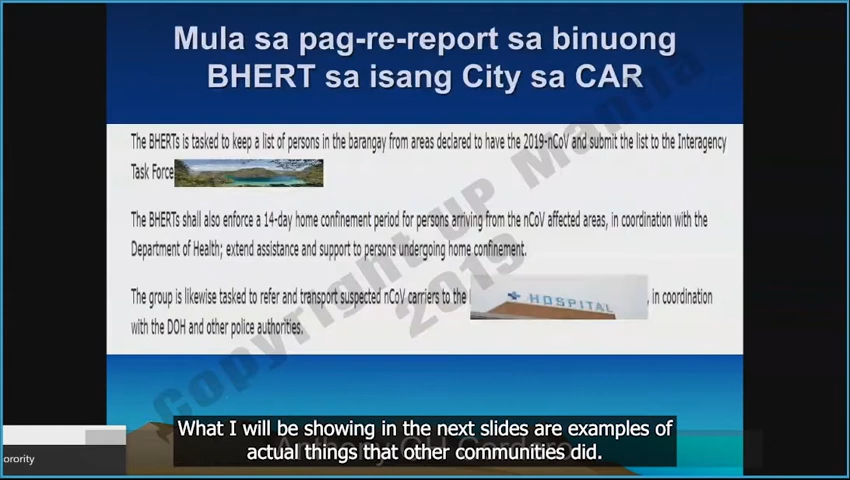 Mula sa pag-re-report sa binuong
BHERT sa isang City sa CAR
The BHERTs is tasked to keep a list of persons in the barangay from areas declared to have the 2019-nCoV and submit the list to the Interagency
Task Force
The BHERTs shall also enforce a 14-day home confinement period for persons arriving from the nCoV affected areas, in coordination with the
Department of Health; extend assistance and support to persons undergoing home confinement.
The group is likewise tasked to refer and transport suspected nCoV carriers to the
HOSPITAL
, in coordination
with the DOH and other police authorities.
Copyright UP Manila
2019
What I will be showing in the next slides are examples of
actual things that other communities did.
ority